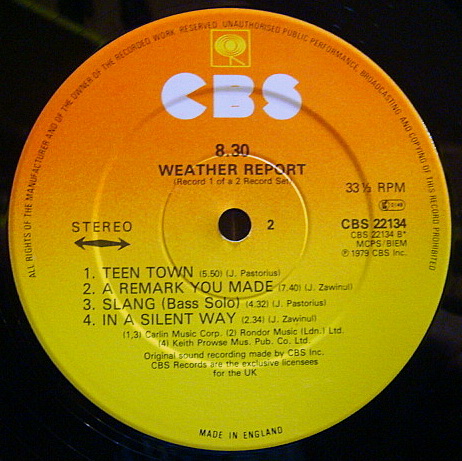 ALL RIGHTS OF THE MANUFACTURER AND OF THE OWNER OF THE RECORDED WORK RESERVED. UNAUTHORISED PUBLIC PERFORMANCE, BROADCASTING AND COPYING OF THIS RECORD PROHIBITED
CBS
8.30
WEATHER REPORT
(Record 1 of a 2 Record Set)
33⅓ RPM
STEREO
2
CBS 22134
CBS 22134 B*
MCPS/BIEM
℗ 1979 CBS Inc.
1. TEEN TOWN (5.50) (J. Pastorius)
2. A REMARK YOU MADE (7.40) (J. Zawinul)
3. SLANG (Bass Solo) (4.32) (J. Pastorius)
4. IN A SILENT WAY (2.34) (J. Zawinul)
(1,3) Carlin Music Corp. (2) Rondor Music (Ldn.) Ltd.
(4) Keith Prowse Mus. Pub. Co. Ltd.
Original sound recording made by CBS Inc.
CBS Records are the exclusive licensees
for the UK
MADE IN ENGLAND